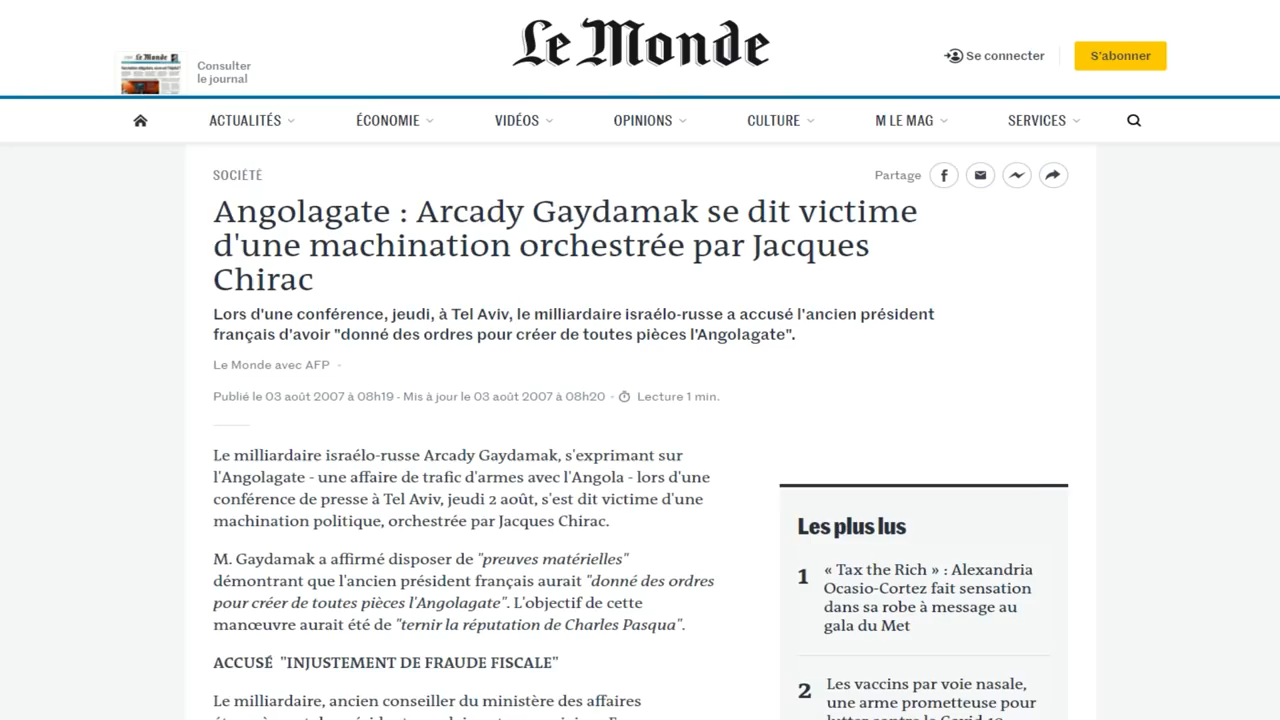 Le Monde
Consulter
le journal
Se connecter
S'abonner
ACTUALITÉS
ÉCONOMIE
VIDÉOS
OPINIONS
CULTURE
M LE MAG
SERVICES
SOCIÉTÉ
Partage
Angolagate : Arcady Gaydamak se dit victime
d'une machination orchestrée par Jacques
Chirac
Lors d'une conférence, jeudi, à Tel Aviv, le milliardaire israélo-russe a accusé l'ancien président
français d'avoir "donné des ordres pour créer de toutes pièces l'Angolagate".
Le Monde avec AFP -
Publié le 03 août 2007 à 08h19 - Mis à jour le 03 août 2007 à 08h20 - Lecture 1 min.
Le milliardaire israélo-russe Arcady Gaydamak, s'exprimant sur
l'Angolagate - une affaire de trafic d'armes avec l'Angola - lors d'une
conférence de presse à Tel Aviv, jeudi 2 août, s'est dit victime d'une
machination politique, orchestrée par Jacques Chirac.
M. Gaydamak a affirmé disposer de "preuves matérielles"
démontrant que l'ancien président français aurait "donné des ordres
pour créer de toutes pièces l'Angolagate". L'objectif de cette
manœuvre aurait été de "ternir la réputation de Charles Pasqua".
ACCUSÉ "INJUSTEMENT DE FRAUDE FISCALE"
Le milliardaire, ancien conseiller du ministère des affaires
Les plus lus
1
« Tax the Rich » : Alexandria
Ocasio-Cortez fait sensation
dans sa robe à message au
gala du Met
2
Les vaccins par voie nasale,
une arme prometteuse pour
lutter contre le Covid-19